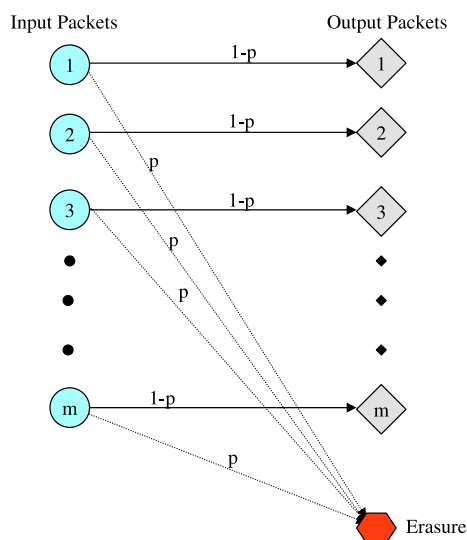 Input Packets Output Packets
1 1-p 1
2 1-p 2
p
3 1-p 3
p
p
m 1-p m
p
Erasure